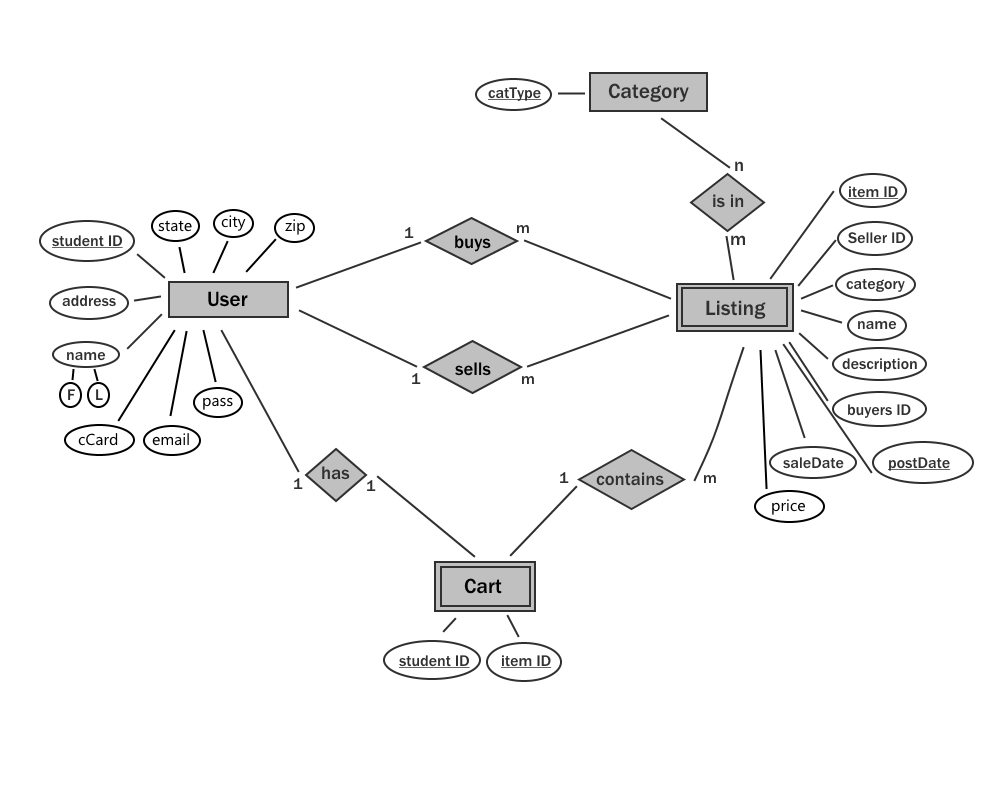 catType
Category
n
is in
m
item ID
Seller ID
category
name
description
buyers ID
postDate
saleDate
price
Listing
student ID
state
city
zip
address
User
name
F
L
cCard
email
pass
1
buys
m
1
sells
m
1
has
1
1
contains
m
Cart
student ID
item ID